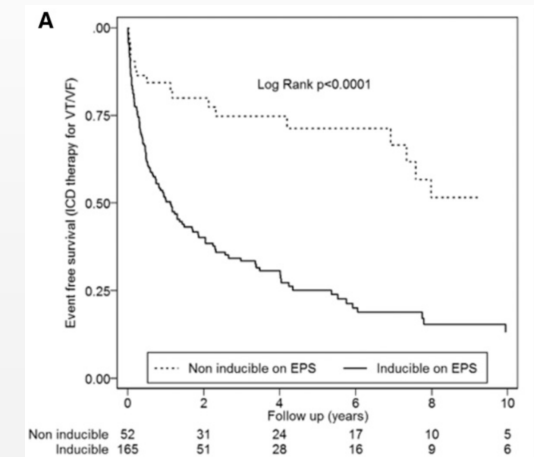 A
.00
Log Rank p<0.0001
0.75
0.50
0.25
0.00
Event free survival (ICD therapy for VT/VF)
Non inducible on EPS Inducible on EPS
0 2 4 6 8 10
Follow up (years)
Non inducible 52 31 24 17 10 5
Inducible 165 51 28 16 9 6